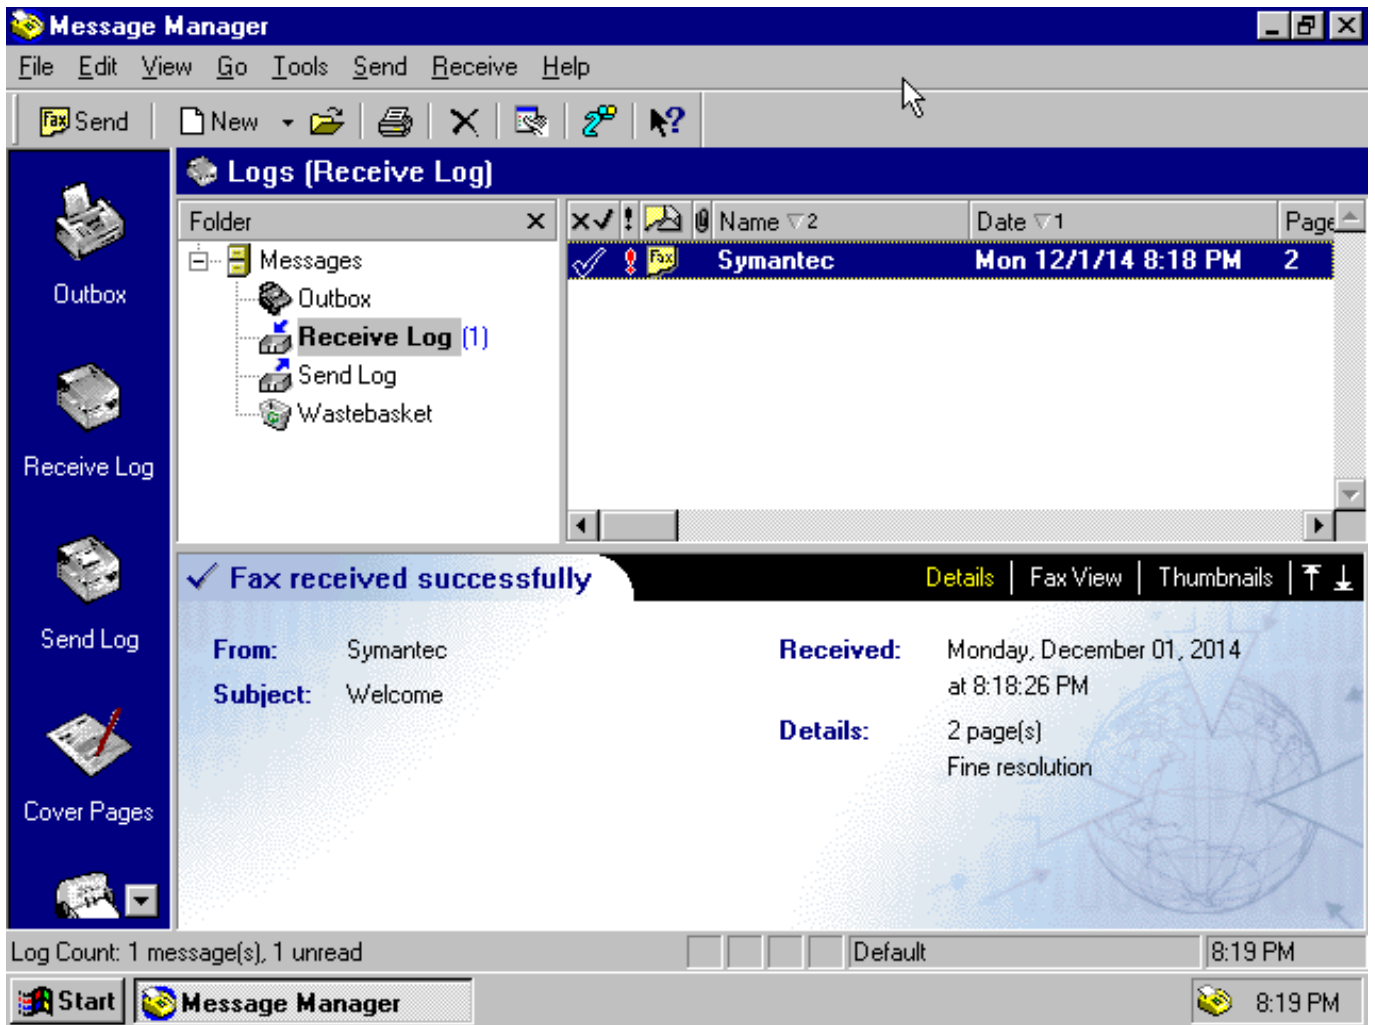 Message Manager
File Edit View Go Tools Send Receive Help
Fax Send New
Logs (Receive Log)
Folder
Name 2 Date 1 Page
Messages
Fax Symantec Mon 12/1/14 8:18 PM 2
Outbox
Outbox
Receive Log (1)
Send Log
Wastebasket
Receive Log
Fax received successfully
Details Fax View Thumbnails
Send Log
From: Symantec
Received: Monday, December 01, 2014
at 8:18:26 PM
Subject: Welcome
Details: 2 page(s)
Fine resolution
Cover Pages
Log Count: 1 message(s), 1 unread Default 8:19 PM
Start Message Manager 8:19 PM